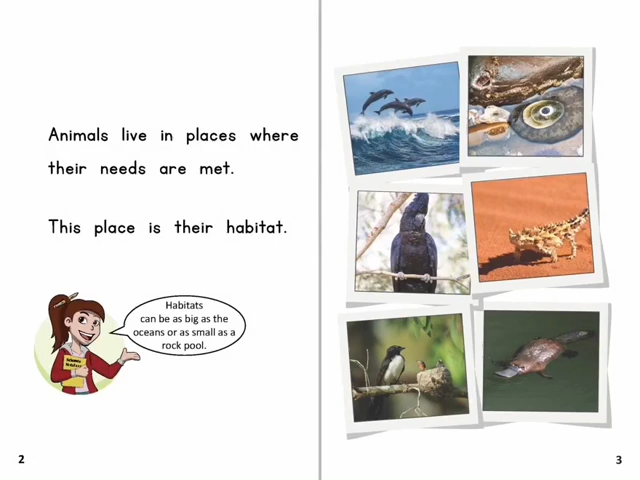 Animals live in places where
their needs are met.
This place is their habitat.
Habitats
can be as big as the
oceans or as small as a
rock pool.
2
3